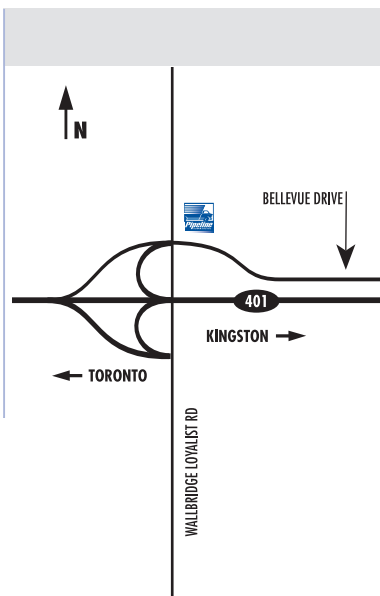 N
BELLEVUE DRIVE
Pipeline
401
KINGSTON
TORONTO
WALLBRIDGE LOYALIST RD